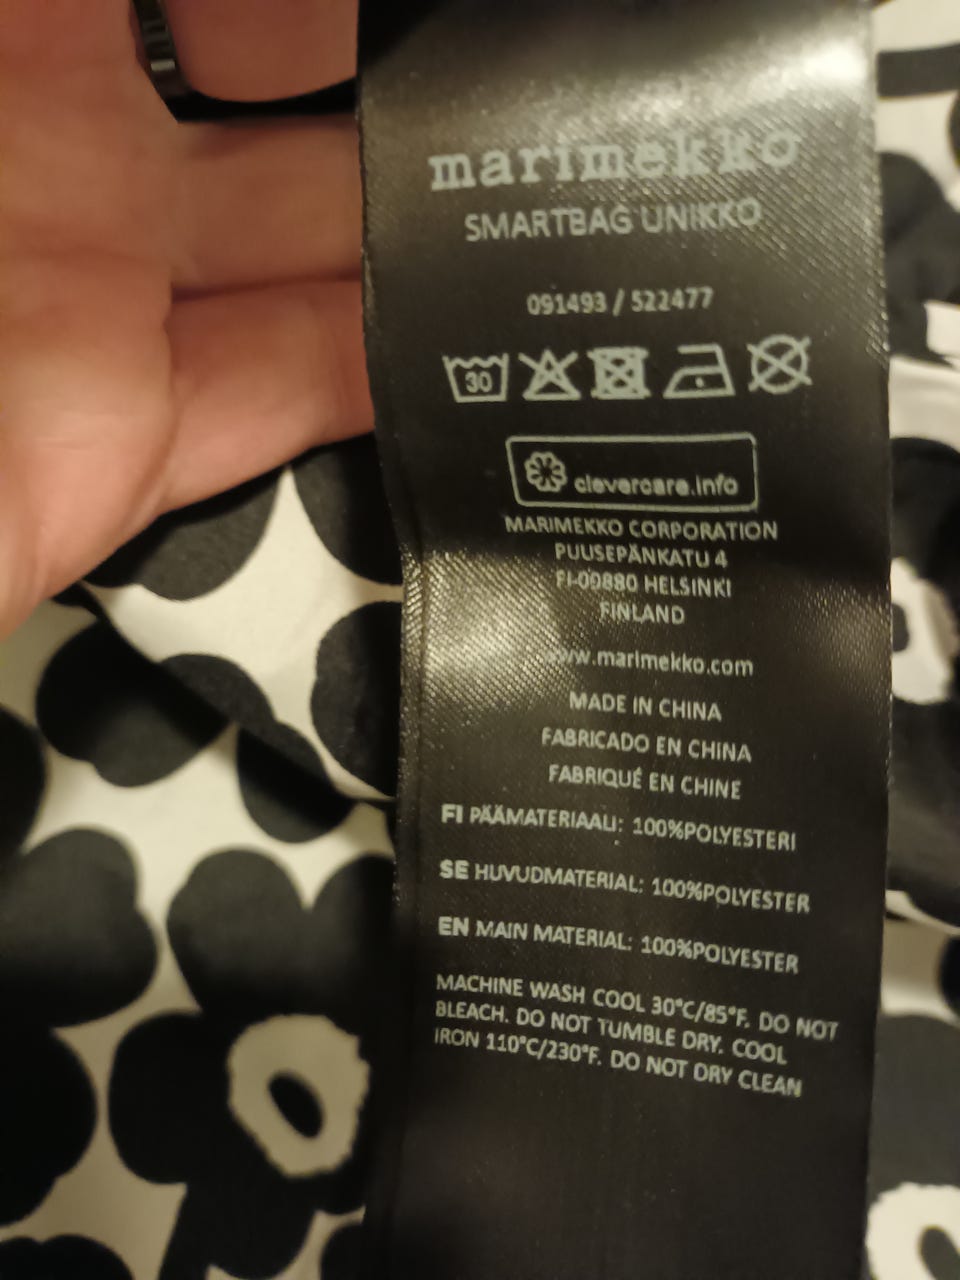 marimekko
SMARTBAG UNIKKO
091493 / 522477
30
clevercare.info
MARIMEKKO CORPORATION
PUUSEPÄNKATU 4
FI-00880 HELSINKI
FINLAND
www.marimekko.com
MADE IN CHINA
FABRICADO EN CHINA
FABRIQUÉ EN CHINE
FI PÄÄMATERIAALI: 100%POLYESTERI
SE HUVUDMATERIAL: 100%POLYESTER
EN MAIN MATERIAL: 100%POLYESTER
MACHINE WASH COOL 30°C/85°F. DO NOT
BLEACH. DO NOT TUMBLE DRY. COOL
IRON 110°C/230°F. DO NOT DRY CLEAN